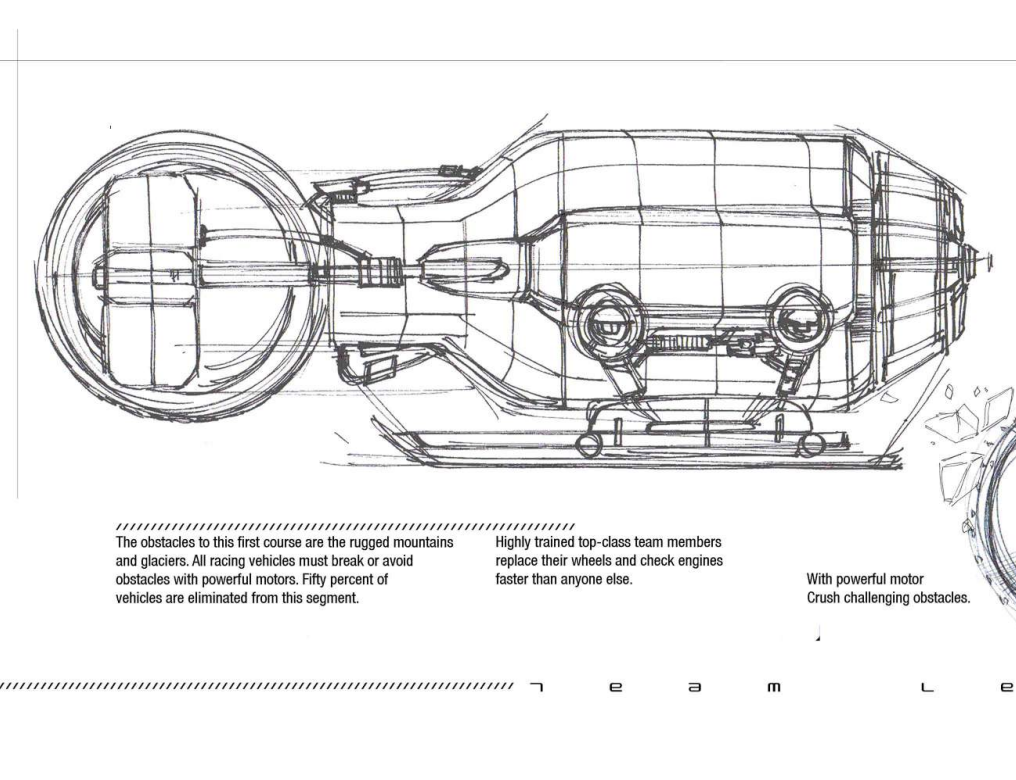 The obstacles to this first course are the rugged mountains
and glaciers. All racing vehicles must break or avoid
obstacles with powerful motors. Fifty percent of
vehicles are eliminated from this segment.
Highly trained top-class team members
replace their wheels and check engines
faster than anyone else.
With powerful motor
Crush challenging obstacles.
Team Le